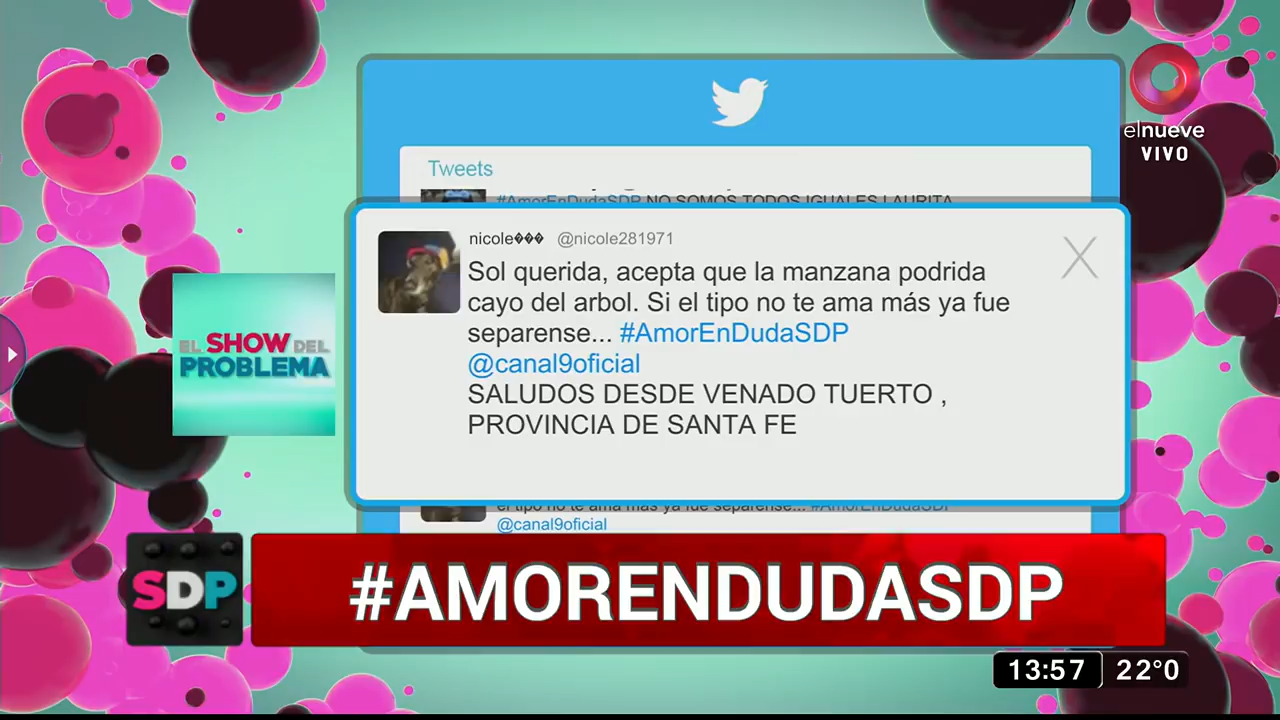 elnueve
VIVO
Tweets
#AmorEnDudaSDP NO SOMOS TODOS IGUALES LAURITA
nicole��� @nicole281971
Sol querida, acepta que la manzana podrida
cayo del arbol. Si el tipo no te ama más ya fue
separense... #AmorEnDudaSDP
@canal9oficial
SALUDOS DESDE VENADO TUERTO ,
PROVINCIA DE SANTA FE
EL SHOW DEL
PROBLEMA
el tipo no te ama más ya fue separense... #AmorEnDudaSDP
@canal9oficial
SDP
#AMORENDUDASDP
13:57 22°0